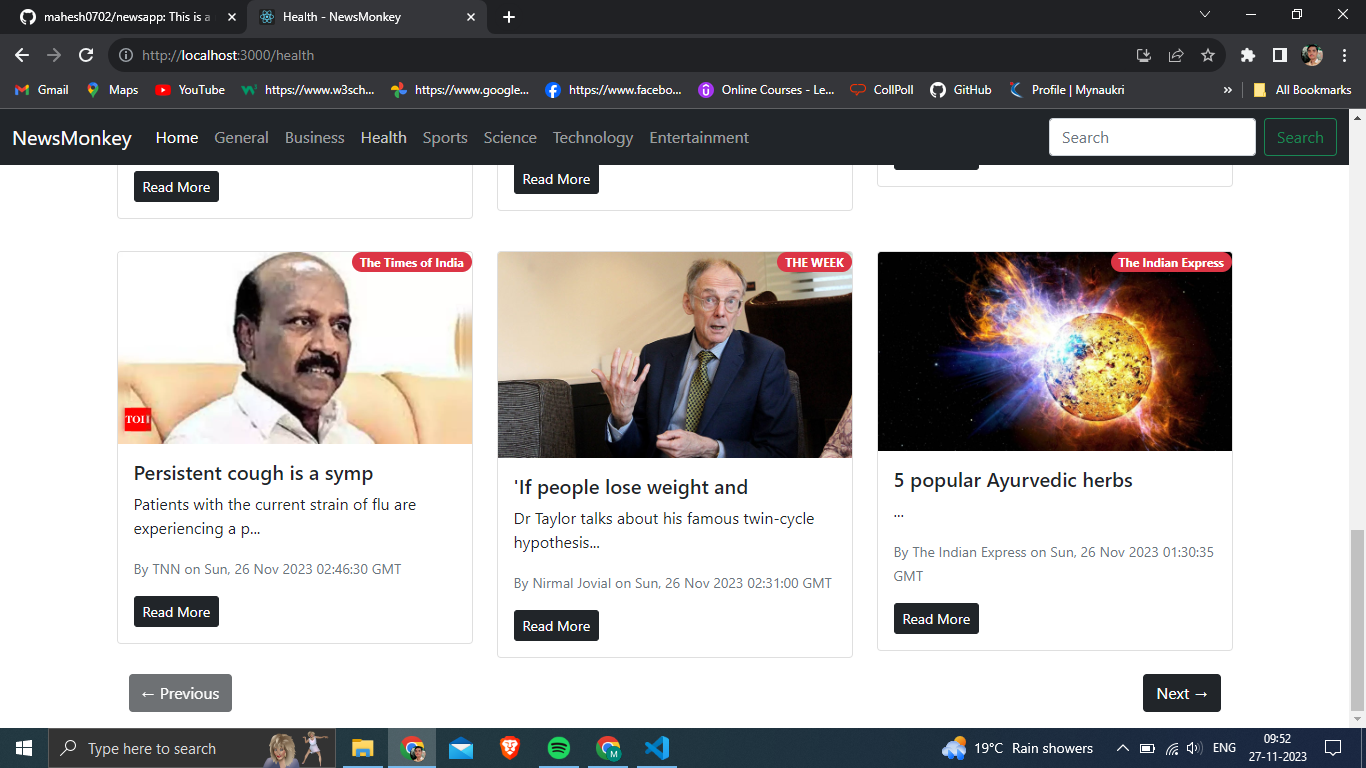 mahesh0702/newsapp: This is a
Health - NewsMonkey
http://localhost:3000/health
Gmail
Maps
YouTube
https://www.w3sch...
https://www.google...
https://www.facebo...
Online Courses - Le...
CollPoll
GitHub
Profile | Mynaukri
»
All Bookmarks
NewsMonkey
Home
General
Business
Health
Sports
Science
Technology
Entertainment
Search
Search
Read More
Read More
The Times of India
TOI
Persistent cough is a symp
Patients with the current strain of flu are
experiencing a p...
By TNN on Sun, 26 Nov 2023 02:46:30 GMT
Read More
THE WEEK
'If people lose weight and
Dr Taylor talks about his famous twin-cycle
hypothesis...
By Nirmal Jovial on Sun, 26 Nov 2023 02:31:00 GMT
Read More
The Indian Express
5 popular Ayurvedic herbs
...
By The Indian Express on Sun, 26 Nov 2023 01:30:35
GMT
Read More
← Previous
Next →
Type here to search
M
19°C Rain showers
ENG
09:52
27-11-2023